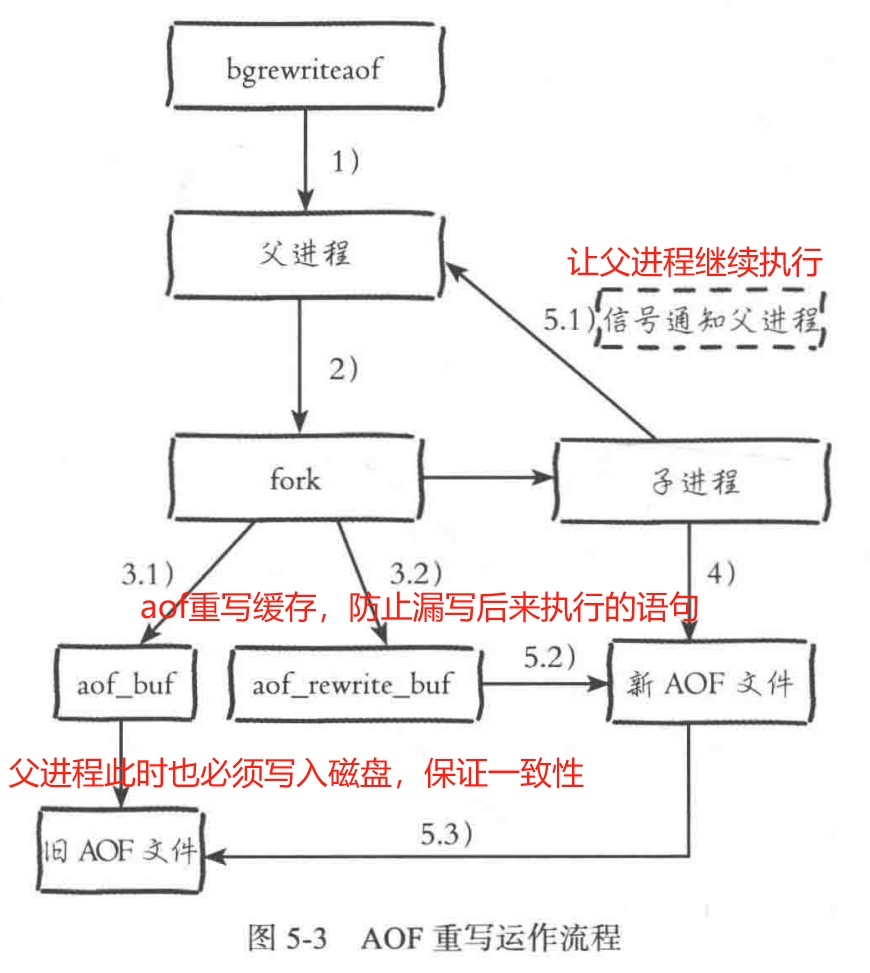 bgrewriteaof
1)
父进程
让父进程继续执行
5.1)
信号通知父进程
2)
fork
子进程
3.1)
3.2)
4)
aof重写缓存，防止漏写后来执行的语句
aof_buf
aof_rewrite_buf
5.2)
新 AOF 文件
父进程此时也必须写入磁盘，保证一致性
旧 AOF 文件
5.3)
图 5-3 AOF 重写运作流程